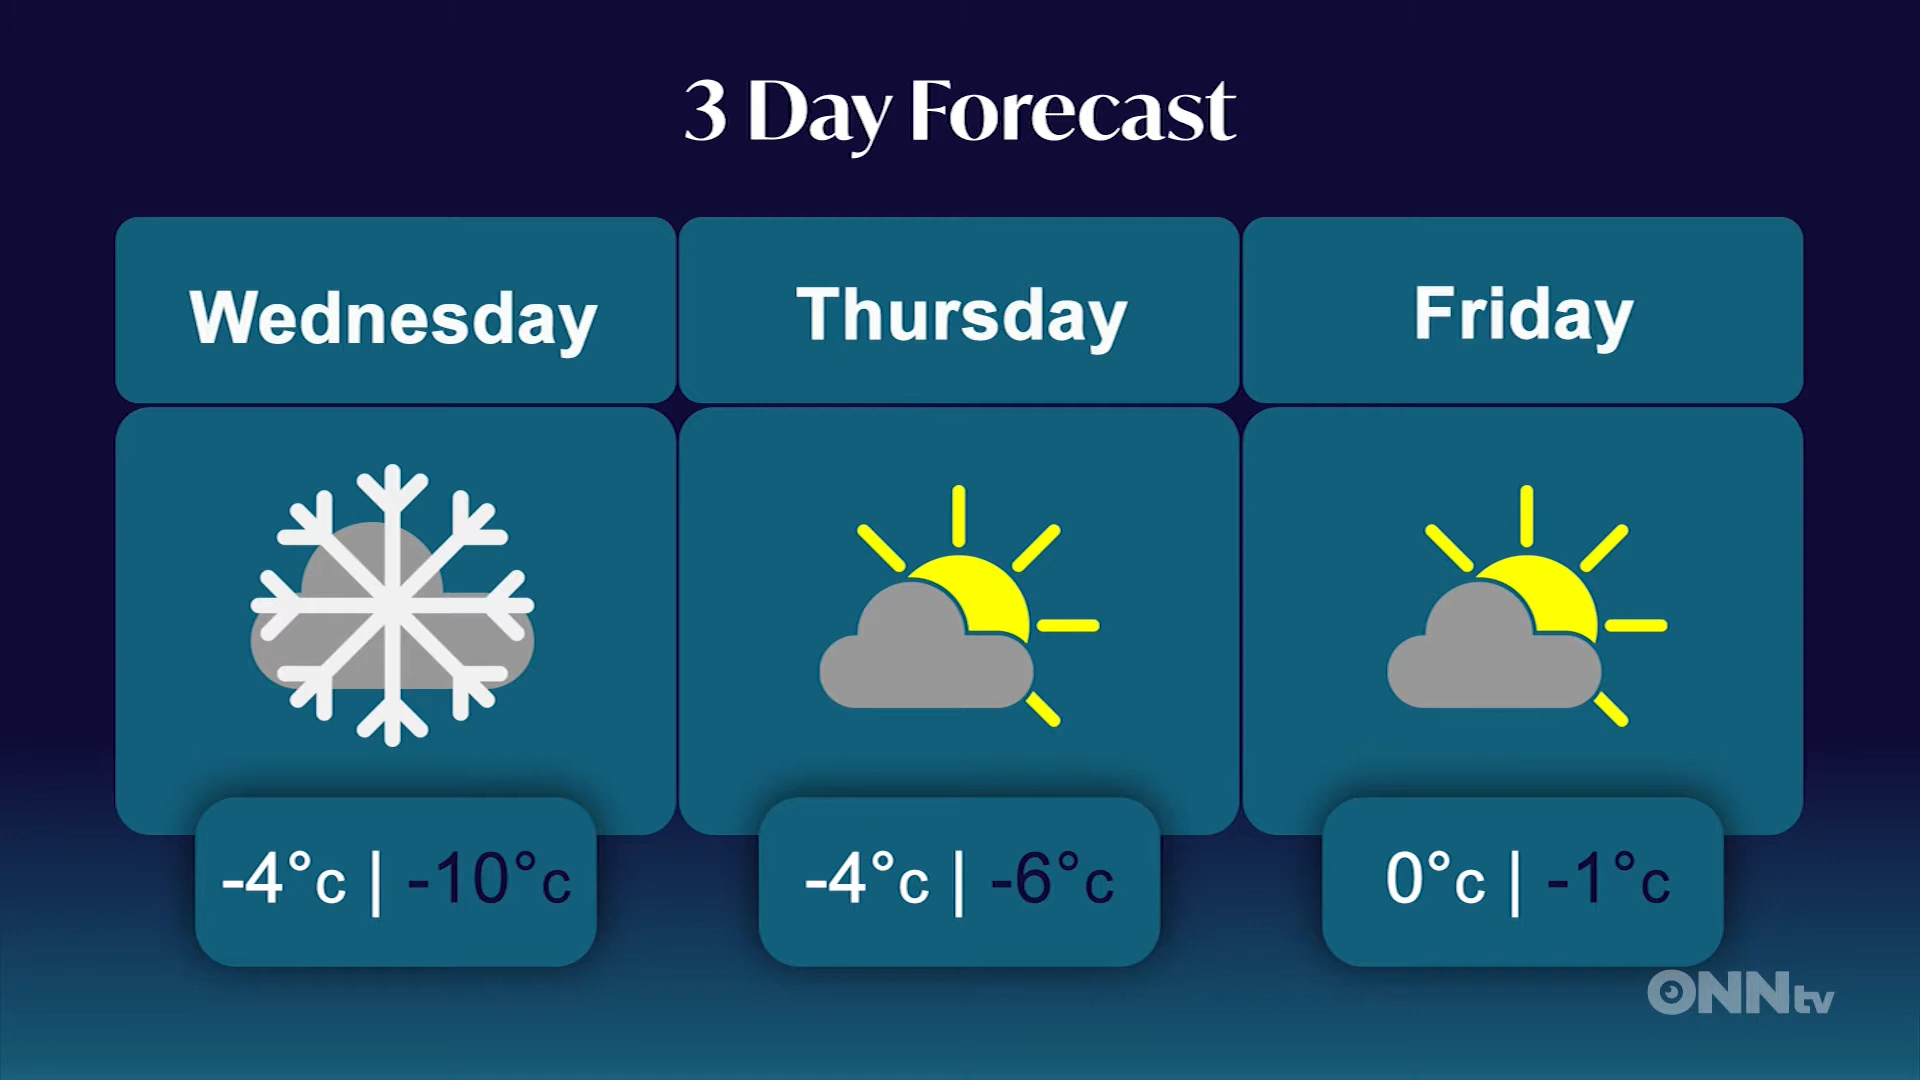 3 Day Forecast
Wednesday
Thursday
Friday
-4°c | -10°c
-4°c | -6°c
0°c | -1°c
ONNtv